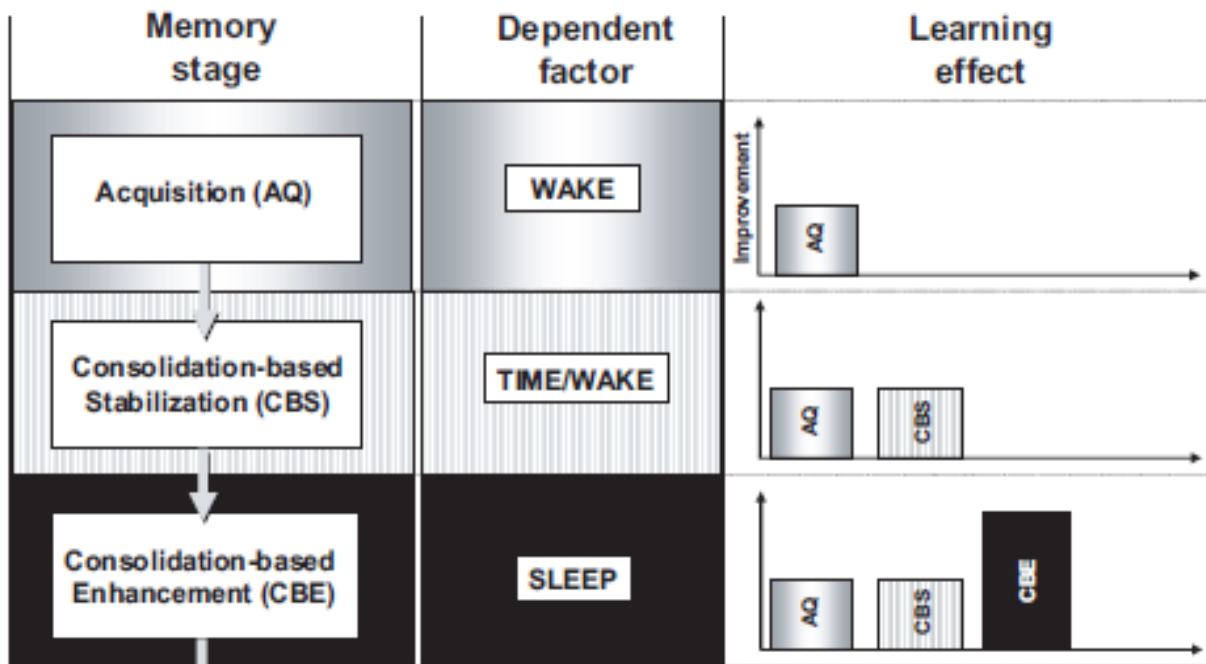 Memory
stage
Dependent
factor
Learning
effect
Acquisition (AQ)
WAKE
Improvement
AQ
Consolidation-based
Stabilization (CBS)
TIME/WAKE
AQ
CBS
Consolidation-based
Enhancement (CBE)
SLEEP
AQ
CBS
CBE